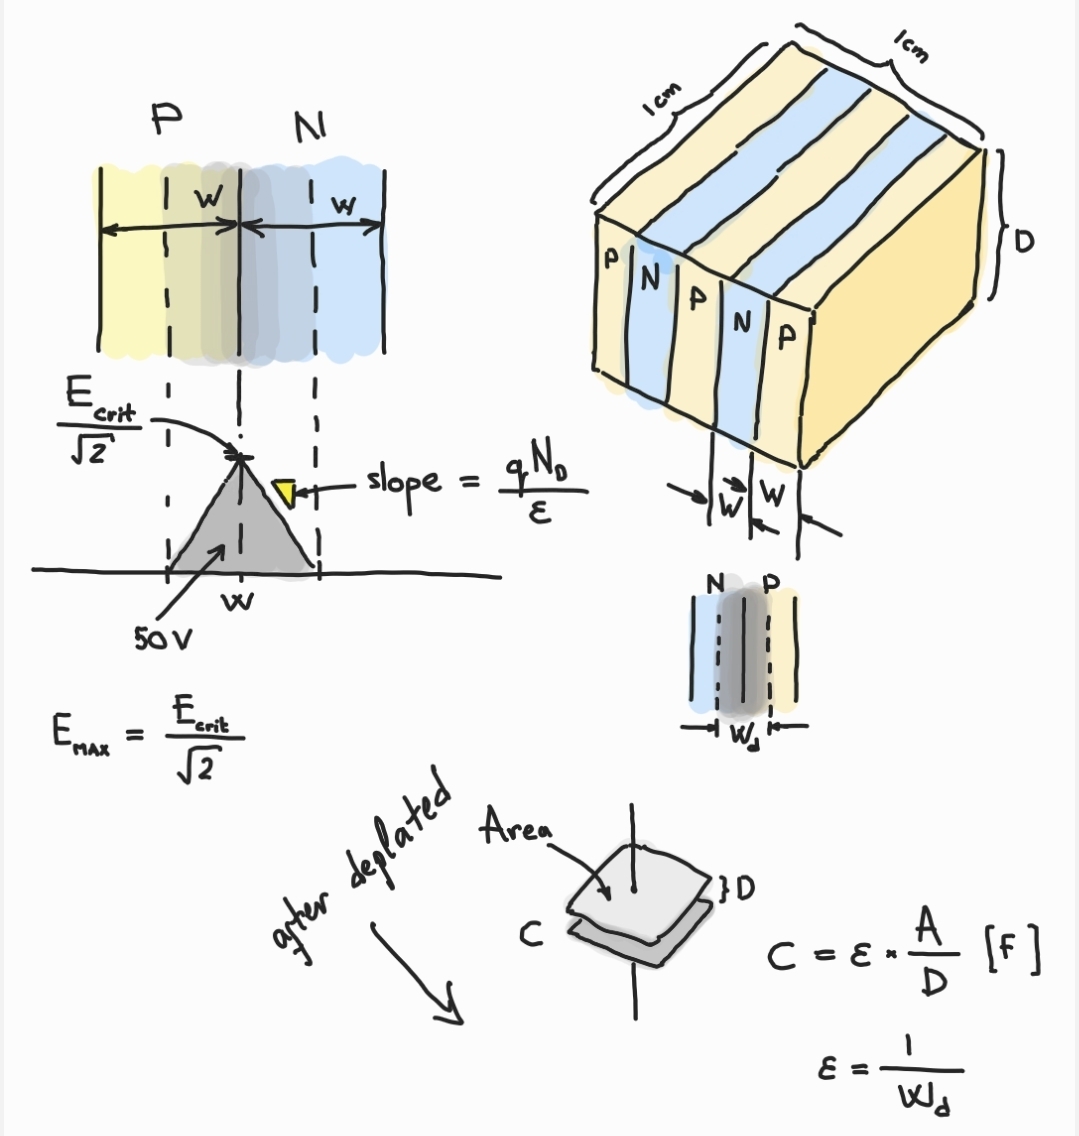 P N
W W
E_crit / √2
slope = qN_D / ε
W
50V
E_MAX = E_crit / √2
1cm 1cm
D
P N P N P
W W
N P
W_d
after deplated
Area
}D
C
C = ε * A / D [F]
ε = 1 / W_d